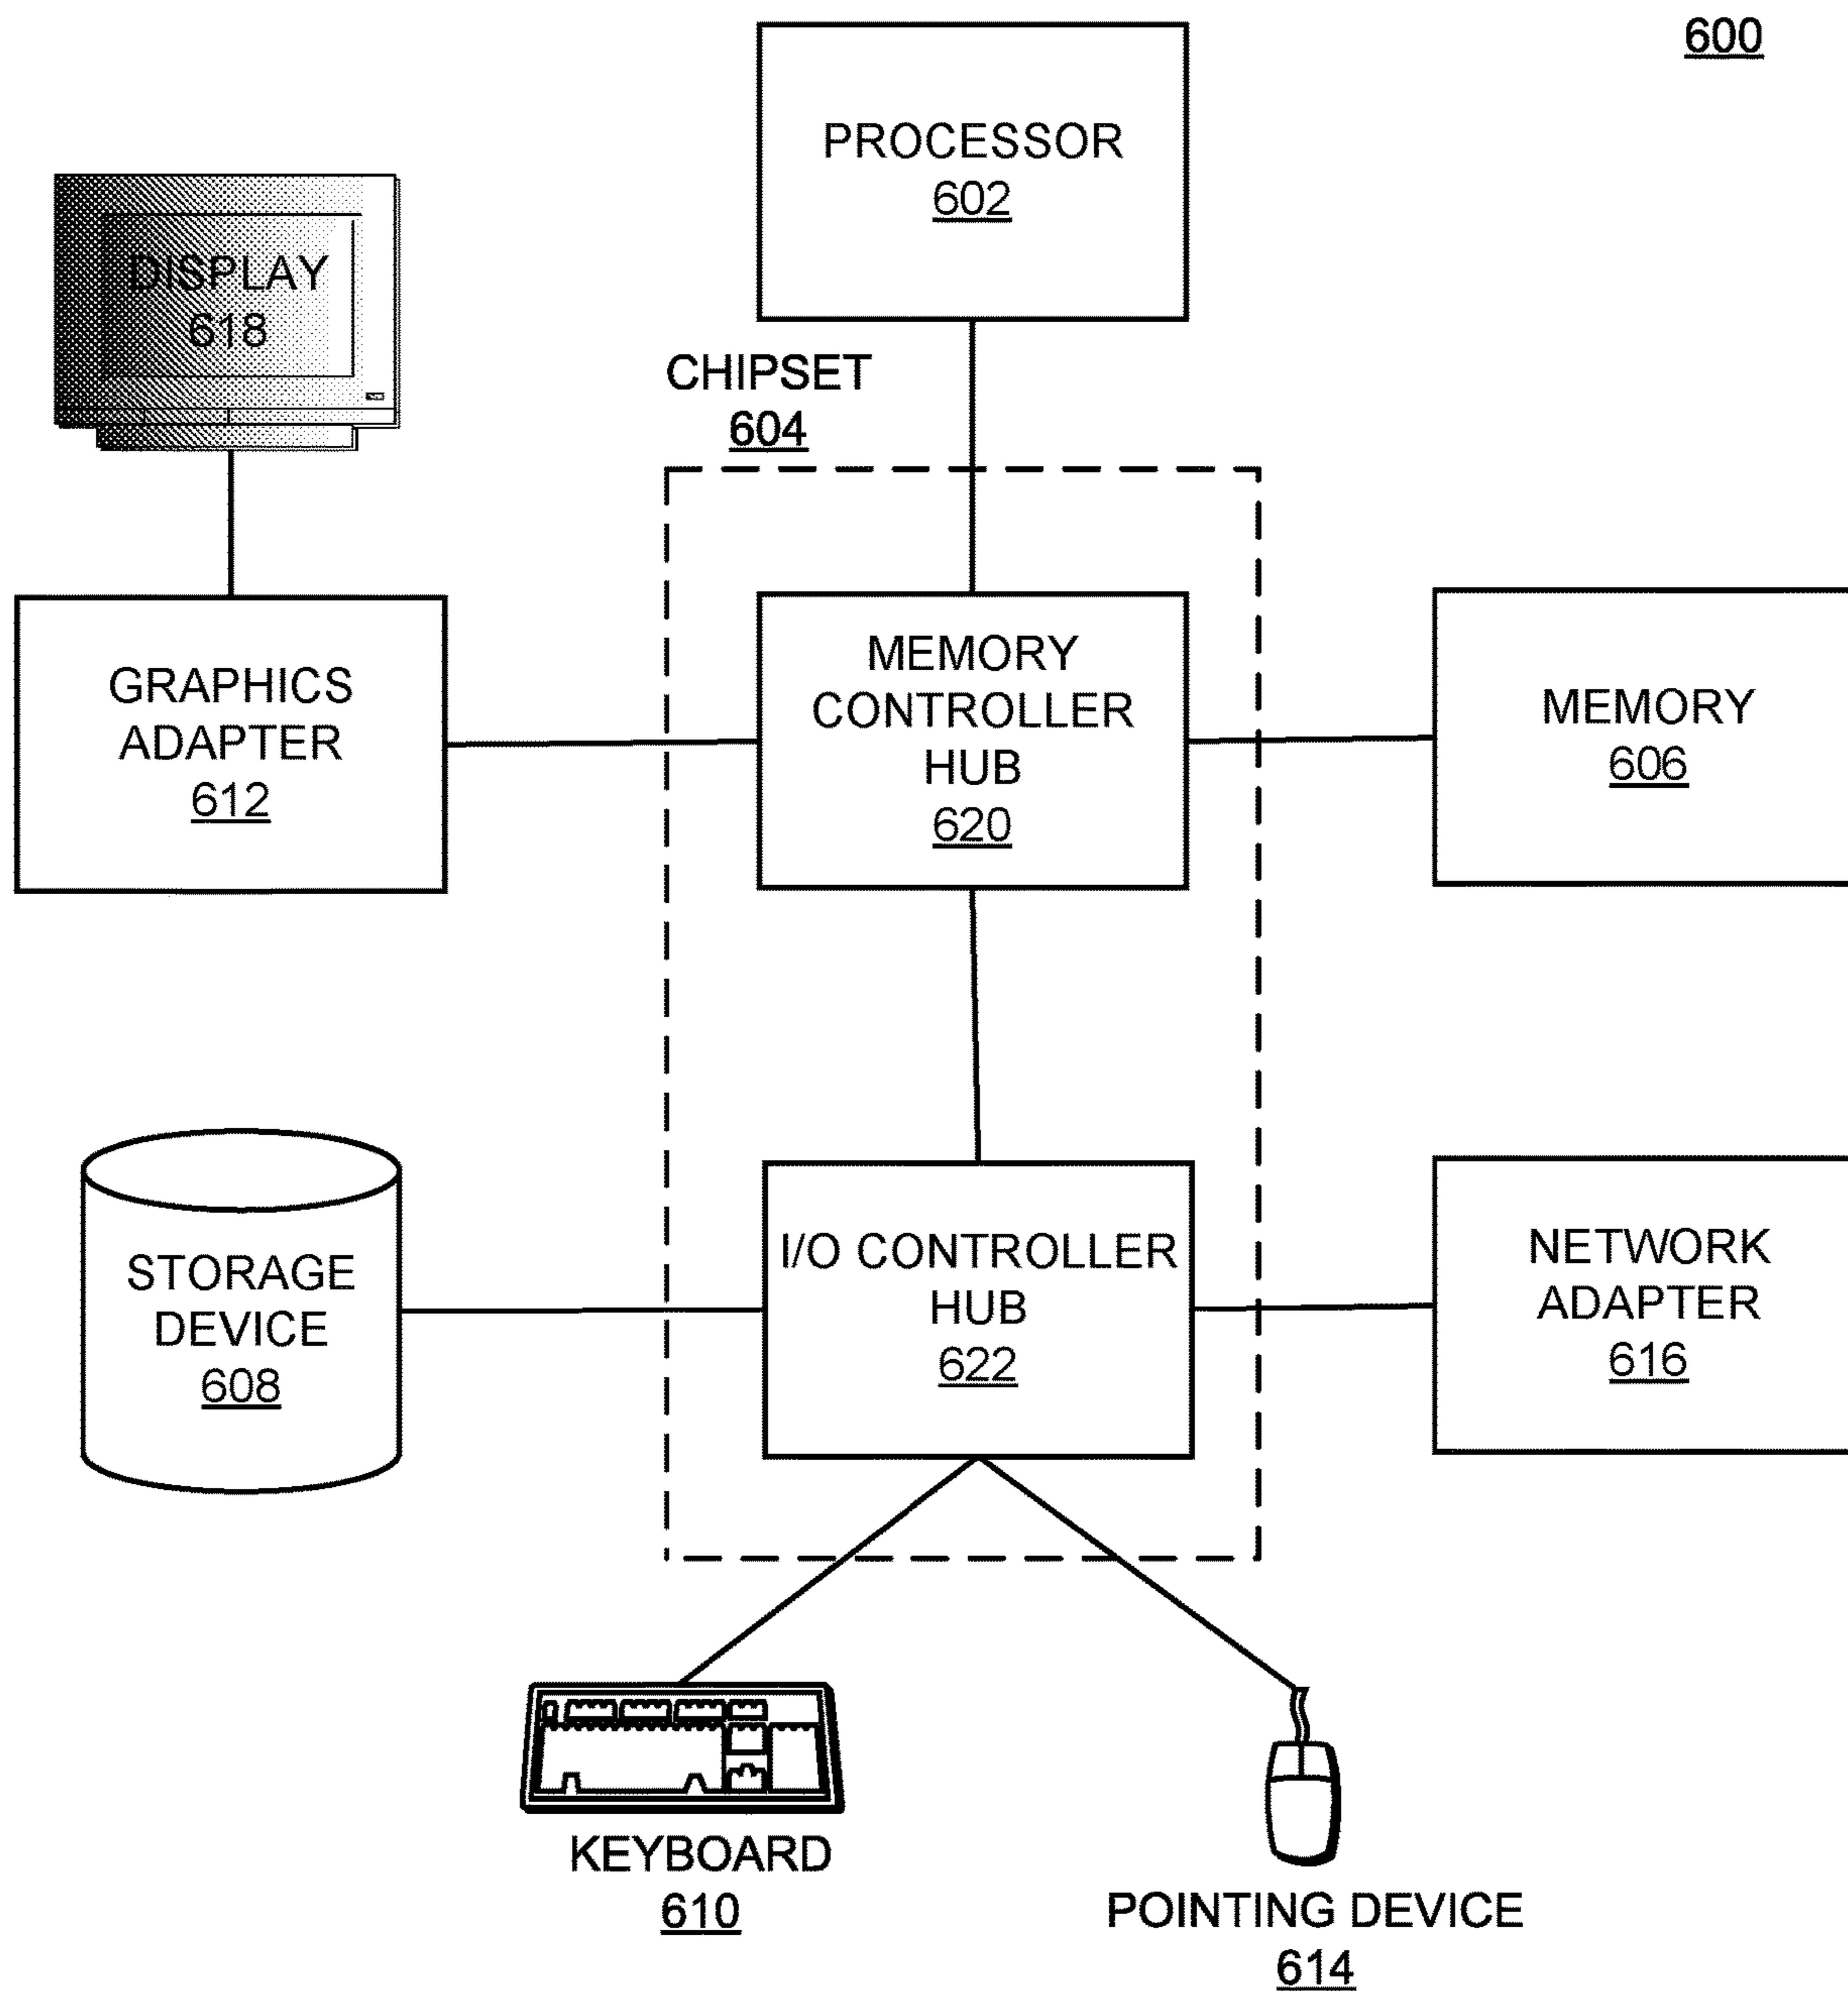 600
PROCESSOR
602
DISPLAY
618
CHIPSET
604
GRAPHICS
ADAPTER
612
MEMORY
CONTROLLER
HUB
620
MEMORY
606
STORAGE
DEVICE
608
I/O CONTROLLER
HUB
622
NETWORK
ADAPTER
616
KEYBOARD
610
POINTING DEVICE
614